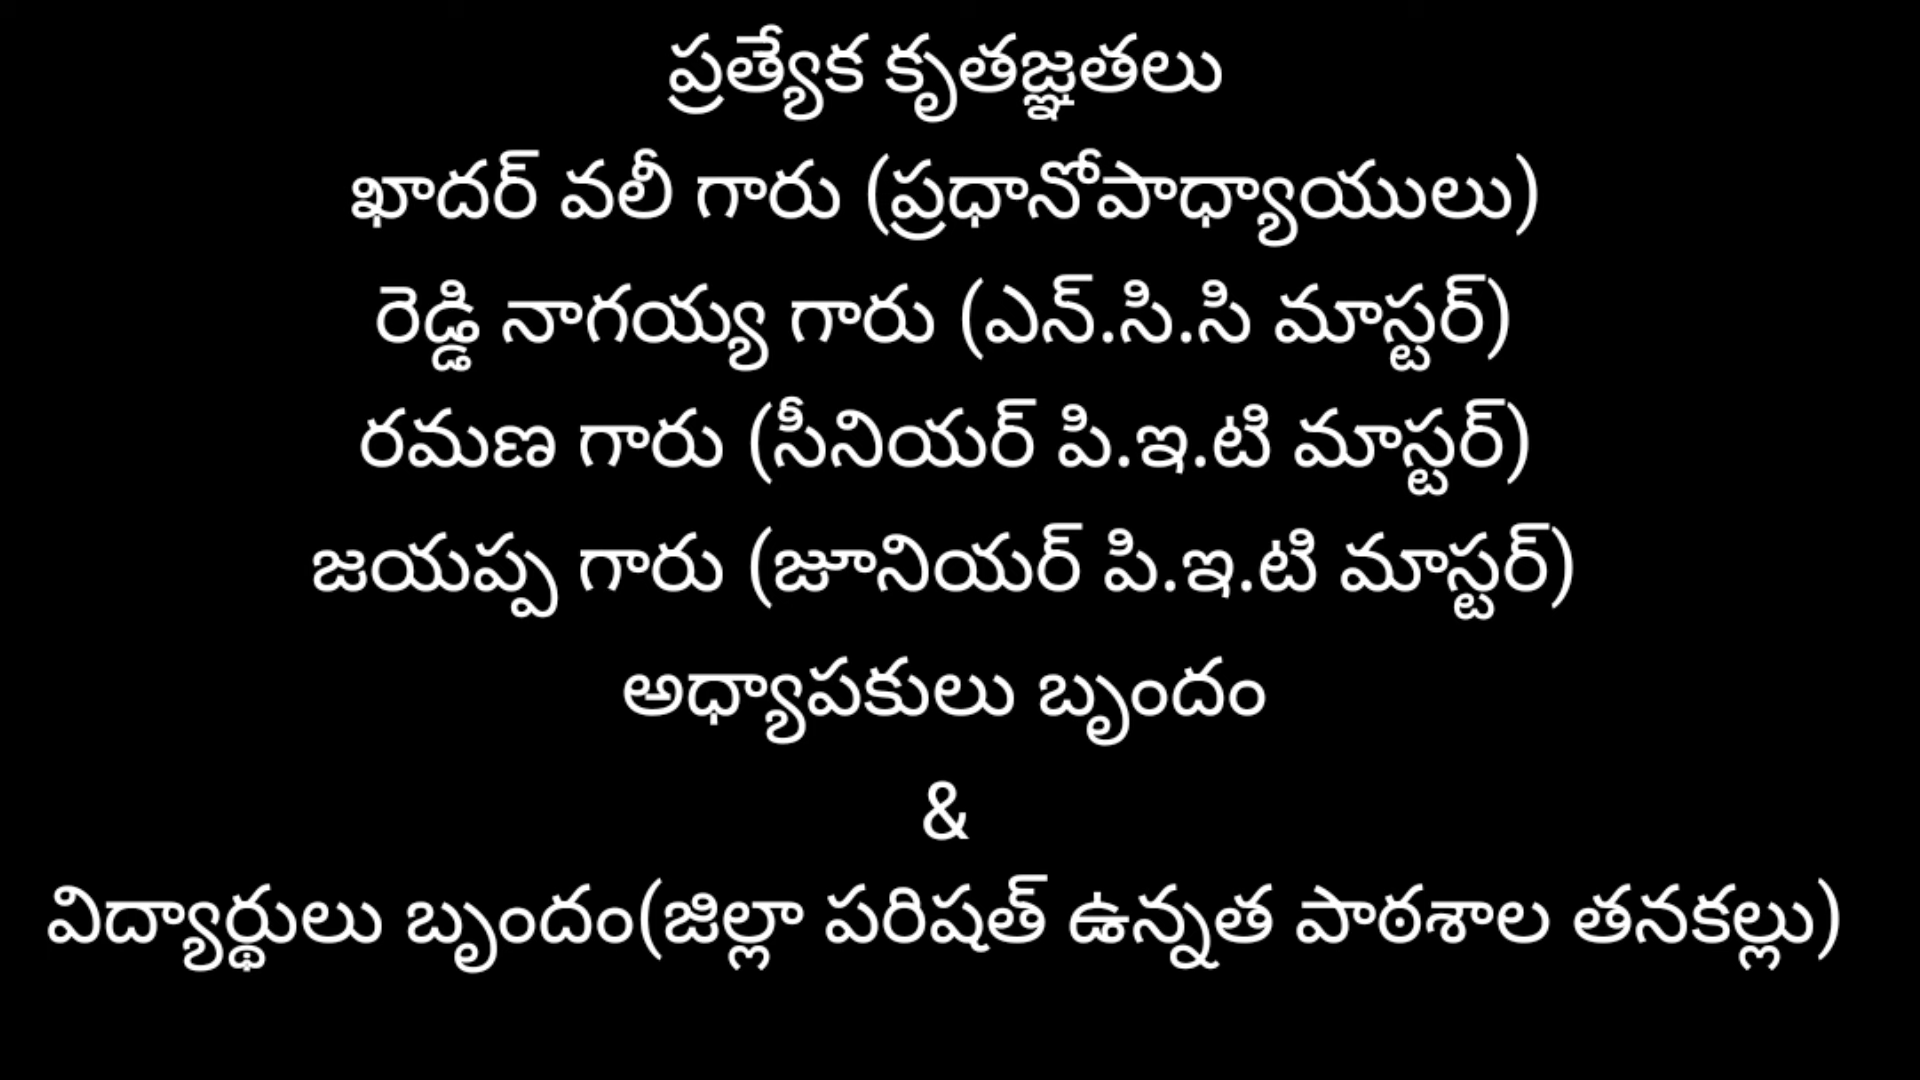 ప్రత్యేక కృతజ్ఞతలు
ఖాదర్ వలీ గారు (ప్రధానోపాధ్యాయులు)
రెడ్డి నాగయ్య గారు (ఎన్.సి.సి మాస్టర్)
రమణ గారు (సీనియర్ పి.ఇ.టి మాస్టర్)
జయప్ప గారు (జూనియర్ పి.ఇ.టి మాస్టర్)
అధ్యాపకులు బృందం
&
విద్యార్థులు బృందం(జిల్లా పరిషత్ ఉన్నత పాఠశాల తనకల్లు)